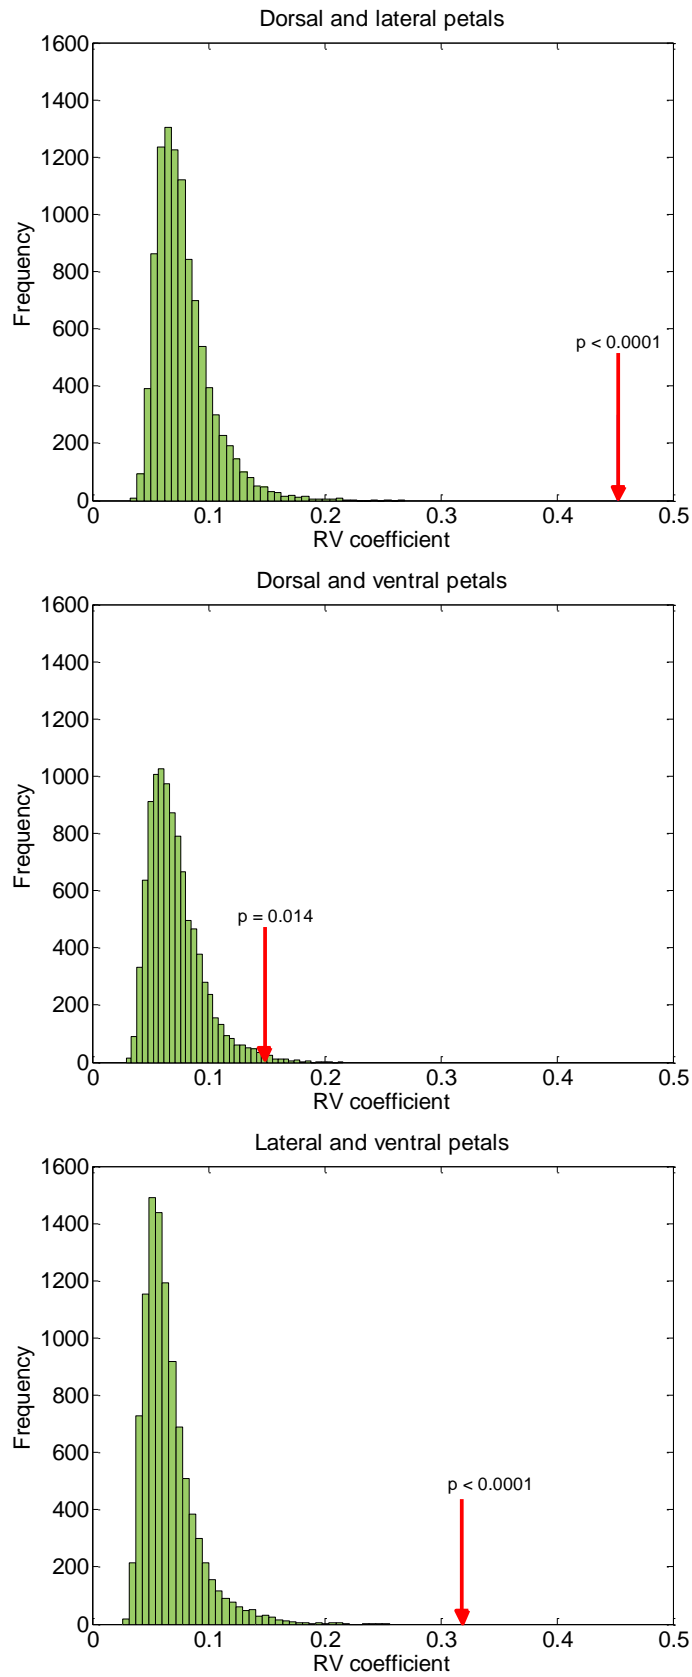 Dorsal and lateral petals
1600
1400
1200
1000
800
600
400
200
0
Frequency
p < 0.0001
0 0.1 0.2 0.3 0.4 0.5
RV coefficient
Dorsal and ventral petals
1600
1400
1200
1000
800
600
400
200
0
Frequency
p = 0.014
0 0.1 0.2 0.3 0.4 0.5
RV coefficient
Lateral and ventral petals
1600
1400
1200
1000
800
600
400
200
0
Frequency
p < 0.0001
0 0.1 0.2 0.3 0.4 0.5
RV coefficient